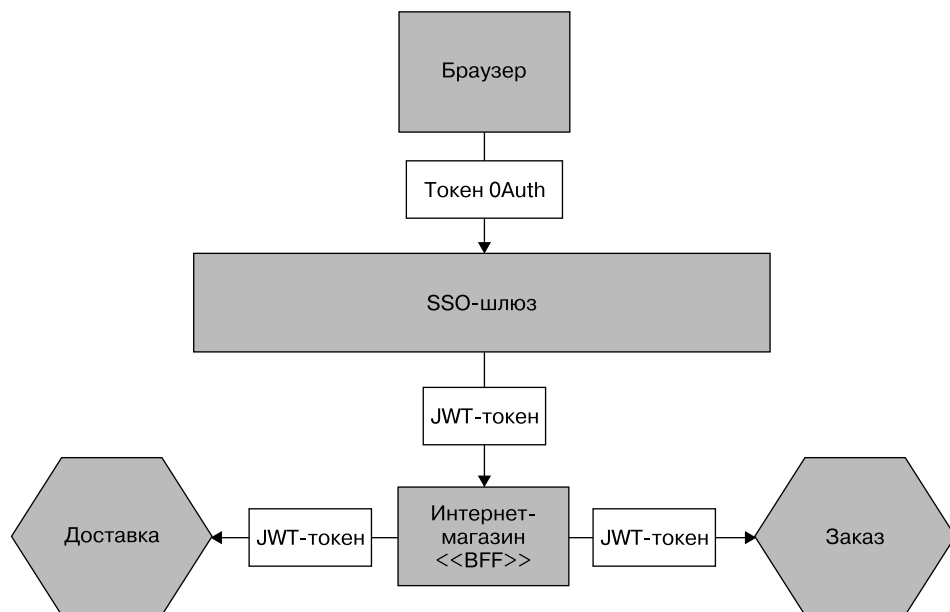 Браузер
Токен 0Auth
SSO-шлюз
JWT-токен
Доставка
JWT-токен
Интернет-
магазин
<<BFF>>
JWT-токен
Заказ